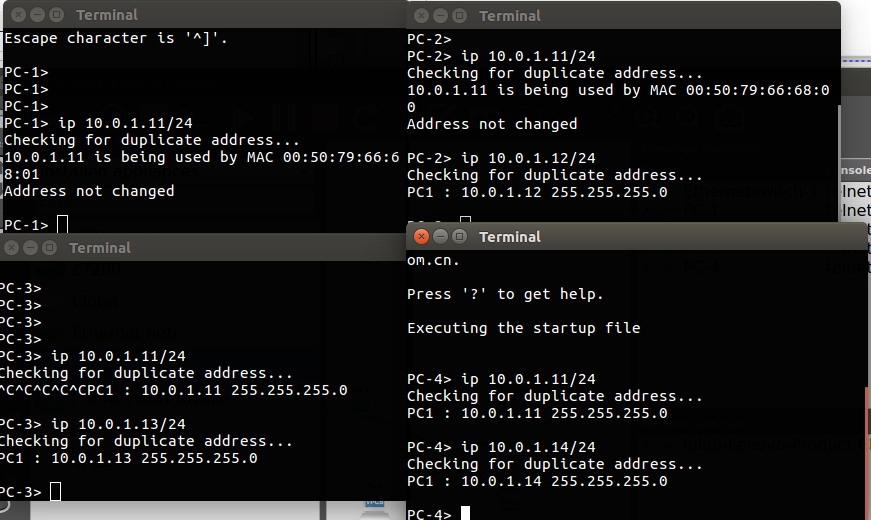 Terminal
Escape character is '^]'.
PC-1>
PC-1>
PC-1>
PC-1> ip 10.0.1.11/24
Checking for duplicate address...
10.0.1.11 is being used by MAC 00:50:79:66:6
8:01
Address not changed
PC-1>
Terminal
PC-2>
PC-2> ip 10.0.1.11/24
Checking for duplicate address...
10.0.1.11 is being used by MAC 00:50:79:66:68:0
0
Address not changed
PC-2> ip 10.0.1.12/24
Checking for duplicate address...
PC1 : 10.0.1.12 255.255.255.0
Terminal
PC-3>
PC-3>
PC-3>
PC-3>
PC-3> ip 10.0.1.11/24
Checking for duplicate address...
^C^C^C^C^CPC1 : 10.0.1.11 255.255.255.0
PC-3> ip 10.0.1.13/24
Checking for duplicate address...
PC1 : 10.0.1.13 255.255.255.0
PC-3>
Terminal
om.cn.
Press '?' to get help.
Executing the startup file
PC-4> ip 10.0.1.11/24
Checking for duplicate address...
PC1 : 10.0.1.11 255.255.255.0
PC-4> ip 10.0.1.14/24
Checking for duplicate address...
PC1 : 10.0.1.14 255.255.255.0
PC-4>
nsole
elnet
elnet